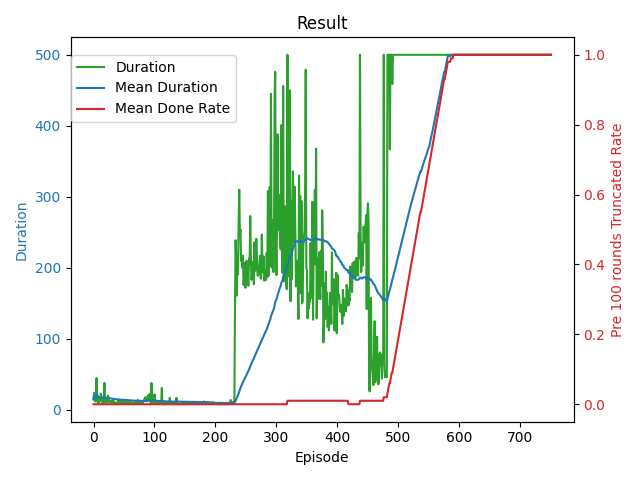 Result
Duration
Mean Duration
Mean Done Rate
500
400
300
200
100
0
Duration
1.0
0.8
0.6
0.4
0.2
0.0
Pre 100 rounds Truncated Rate
0 100 200 300 400 500 600 700
Episode